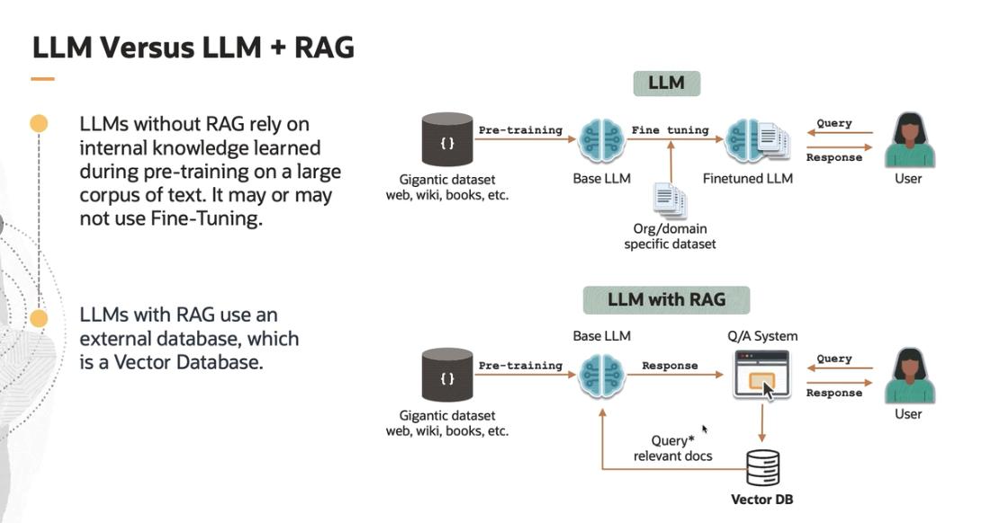 LLM Versus LLM + RAG
LLMs without RAG rely on
internal knowledge learned
during pre-training on a large
corpus of text. It may or may
not use Fine-Tuning.
LLMs with RAG use an
external database, which
is a Vector Database.
LLM
{ }
Pre-training
Fine tuning
Query
Response
Gigantic dataset
web, wiki, books, etc.
Base LLM
Finetuned LLM
User
Org/domain
specific dataset
LLM with RAG
Base LLM
Q/A System
{ }
Pre-training
Response
Query
Response
Gigantic dataset
web, wiki, books, etc.
User
Query*
relevant docs
Vector DB